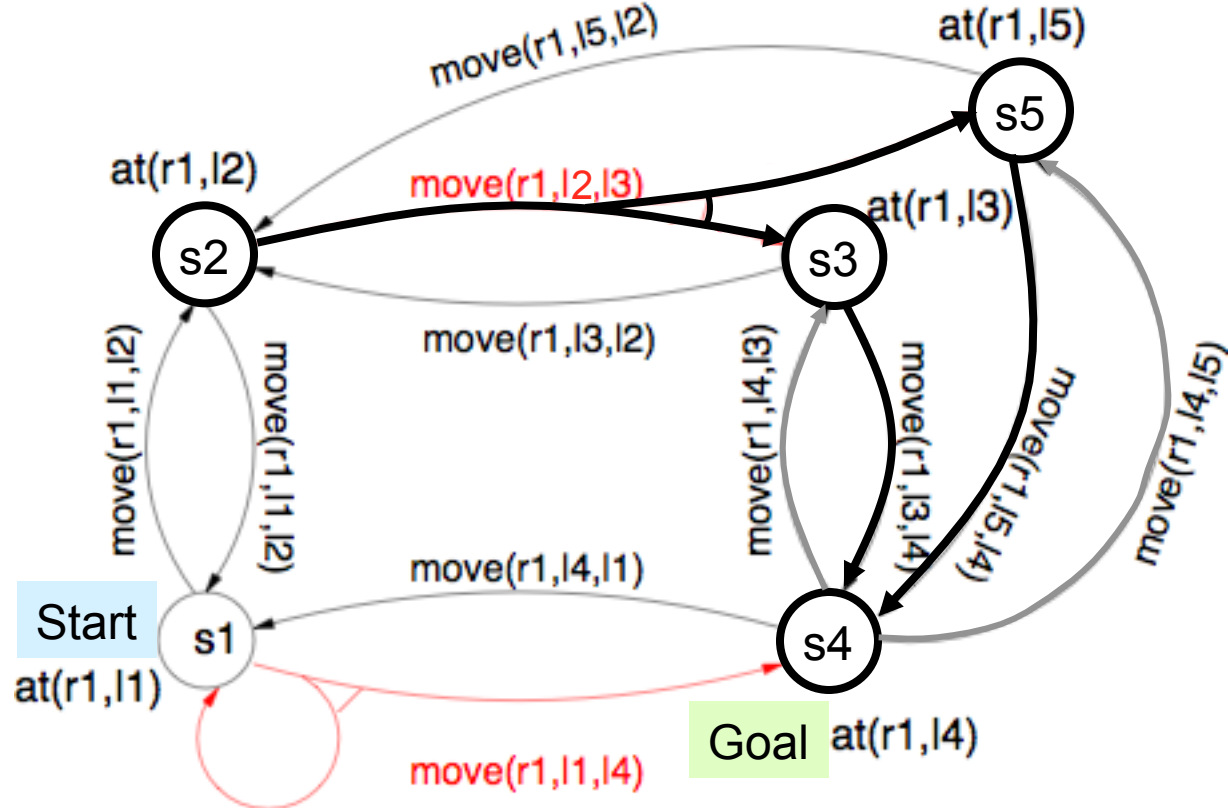 at(r1,l5)
move(r1,l5,l2)
s5
at(r1,l2)
move(r1,l2,l3)
at(r1,l3)
s2
s3
move(r1,l3,l2)
move(r1,l1,l2)
move(r1,l1,l2)
move(r1,l4,l3)
move(r1,l3,l4)
move(r1,l5,l4)
move(r1,l4,l5)
move(r1,l4,l1)
Start
s1
s4
at(r1,l1)
Goal
at(r1,l4)
move(r1,l1,l4)